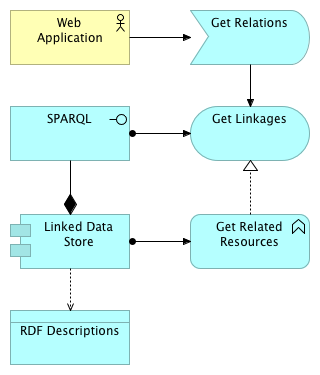 Web
Application
Get Relations
SPARQL
Get Linkages
Linked Data
Store
Get Related
Resources
RDF Descriptions